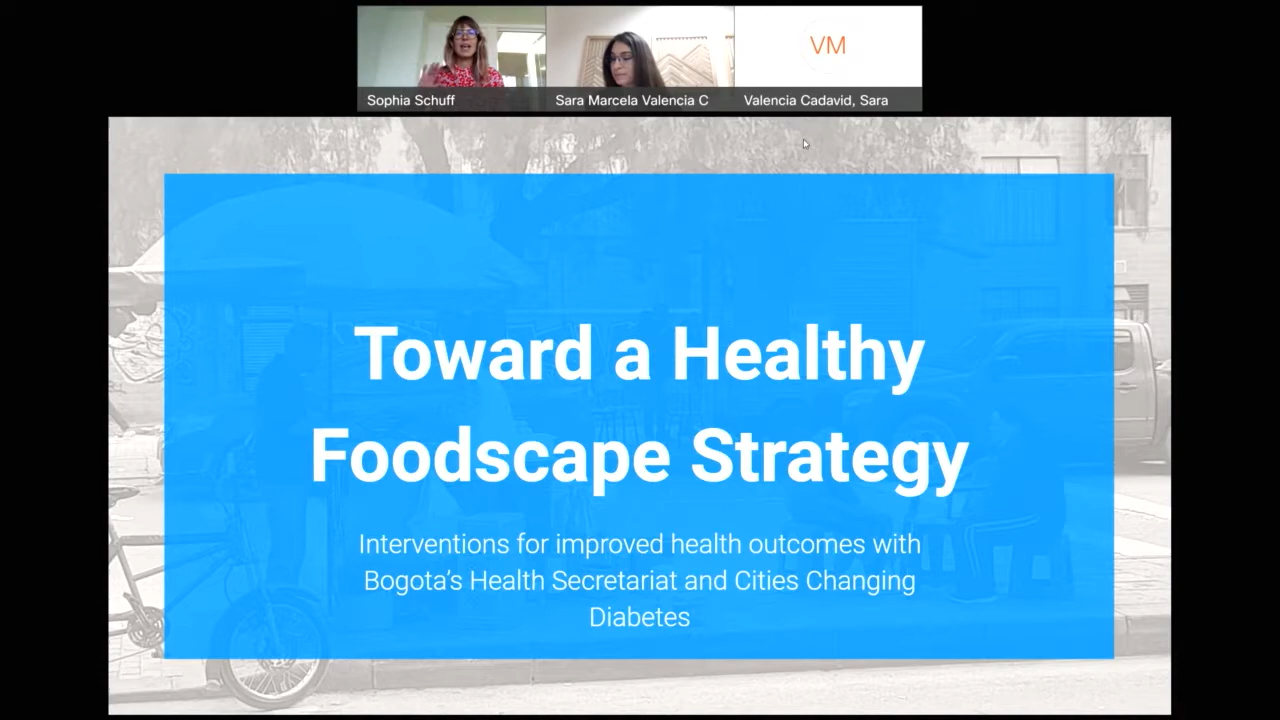 VM
Sophia Schuff
Sara Marcela Valencia C
Valencia Cadavid, Sara
Toward a Healthy
Foodscape Strategy
Interventions for improved health outcomes with
Bogota's Health Secretariat and Cities Changing
Diabetes